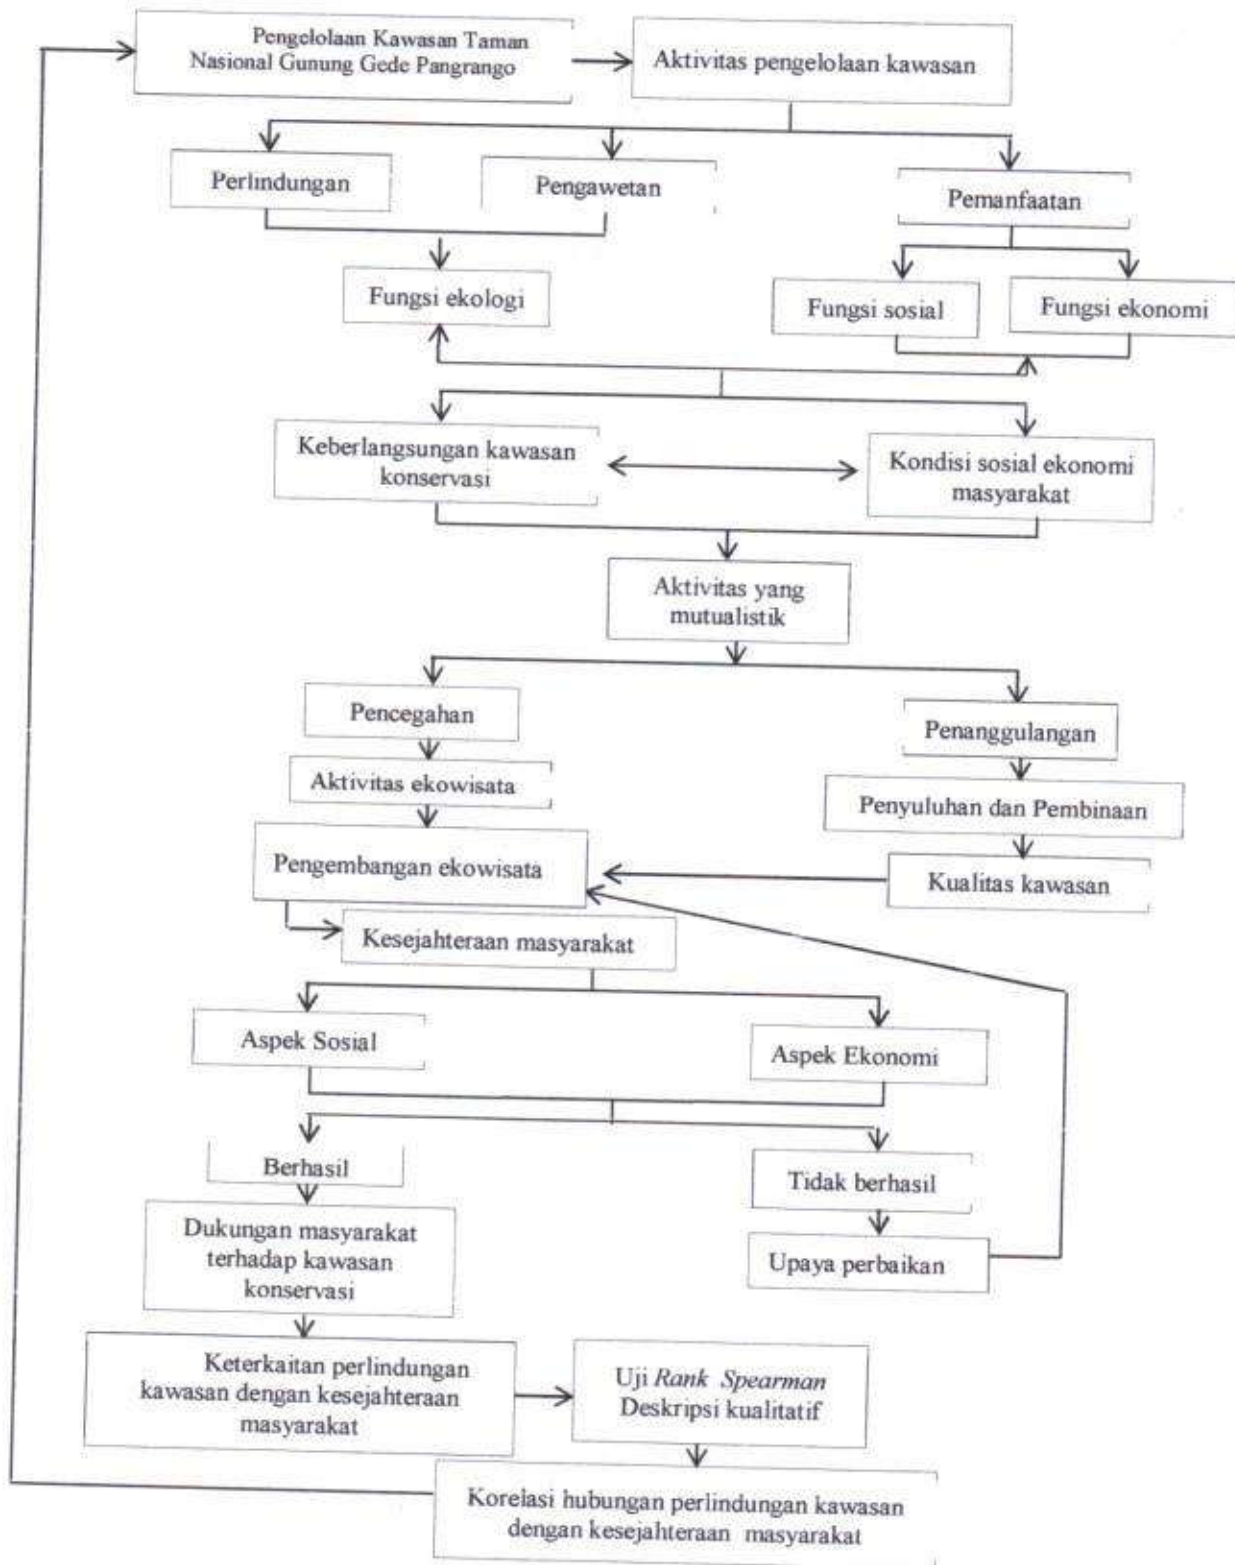 Pengelolaan Kawasan Taman
Nasional Gunung Gede Pangrango
Aktivitas pengelolaan kawasan
Perlindungan
Pengawetan
Pemanfaatan
Fungsi ekologi
Fungsi sosial
Fungsi ekonomi
Keberlangsungan kawasan
konservasi
Kondisi sosial ekonomi
masyarakat
Aktivitas yang
mutualistik
Pencegahan
Penanggulangan
Aktivitas ekowisata
Penyuluhan dan Pembinaan
Pengembangan ekowisata
Kualitas kawasan
Kesejahteraan masyarakat
Aspek Sosial
Aspek Ekonomi
Berhasil
Tidak berhasil
Dukungan masyarakat
terhadap kawasan
konservasi
Upaya perbaikan
Keterkaitan perlindungan
kawasan dengan kesejahteraan
masyarakat
Uji Rank Spearman
Deskripsi kualitatif
Korelasi hubungan perlindungan kawasan
dengan kesejahteraan masyarakat